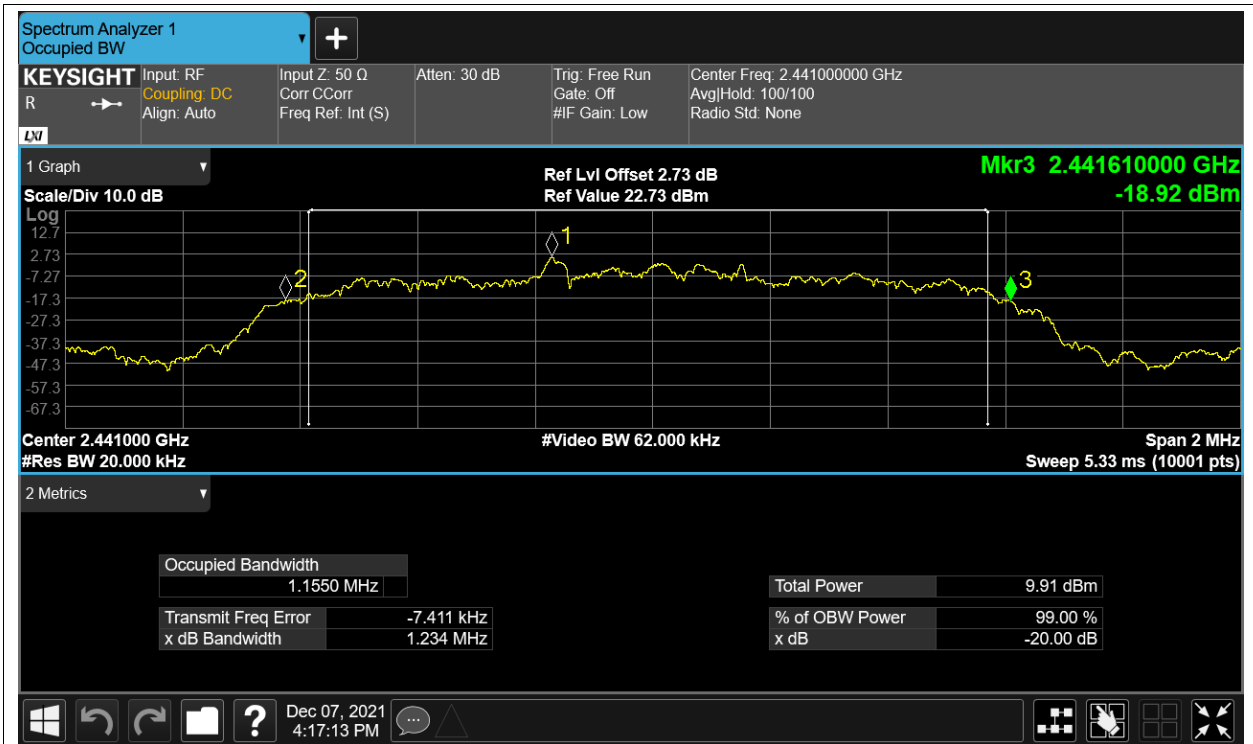 Spectrum Analyzer 1
Occupied BW
KEYSIGHT
R
LXI
Input: RF
Coupling: DC
Align: Auto
Input Z: 50 Ω
Corr CCorr
Freq Ref: Int (S)
Atten: 30 dB
Trig: Free Run
Gate: Off
#IF Gain: Low
Center Freq: 2.441000000 GHz
Avg|Hold: 100/100
Radio Std: None
1 Graph
Scale/Div 10.0 dB
Ref Lvl Offset 2.73 dB
Ref Value 22.73 dBm
Mkr3 2.441610000 GHz
-18.92 dBm
Log
12.7
2.73
-7.27
-17.3
-27.3
-37.3
-47.3
-57.3
-67.3
1
2
3
Center 2.441000 GHz
#Video BW 62.000 kHz
Span 2 MHz
#Res BW 20.000 kHz
Sweep 5.33 ms (10001 pts)
2 Metrics
Occupied Bandwidth
1.1550 MHz
Total Power 9.91 dBm
Transmit Freq Error -7.411 kHz
% of OBW Power 99.00 %
x dB Bandwidth 1.234 MHz
x dB -20.00 dB
Dec 07, 2021
4:17:13 PM